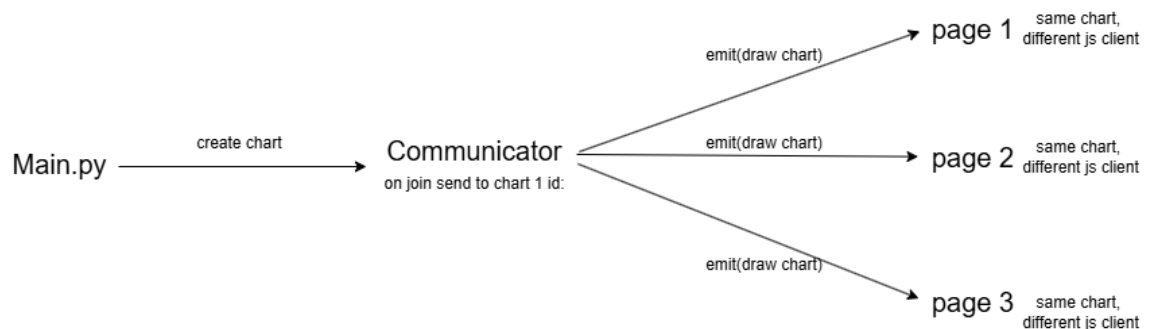 Main.py
create chart
Communicator
on join send to chart 1 id:
emit(draw chart)
page 1
same chart,
different js client
emit(draw chart)
page 2
same chart,
different js client
emit(draw chart)
page 3
same chart,
different js client